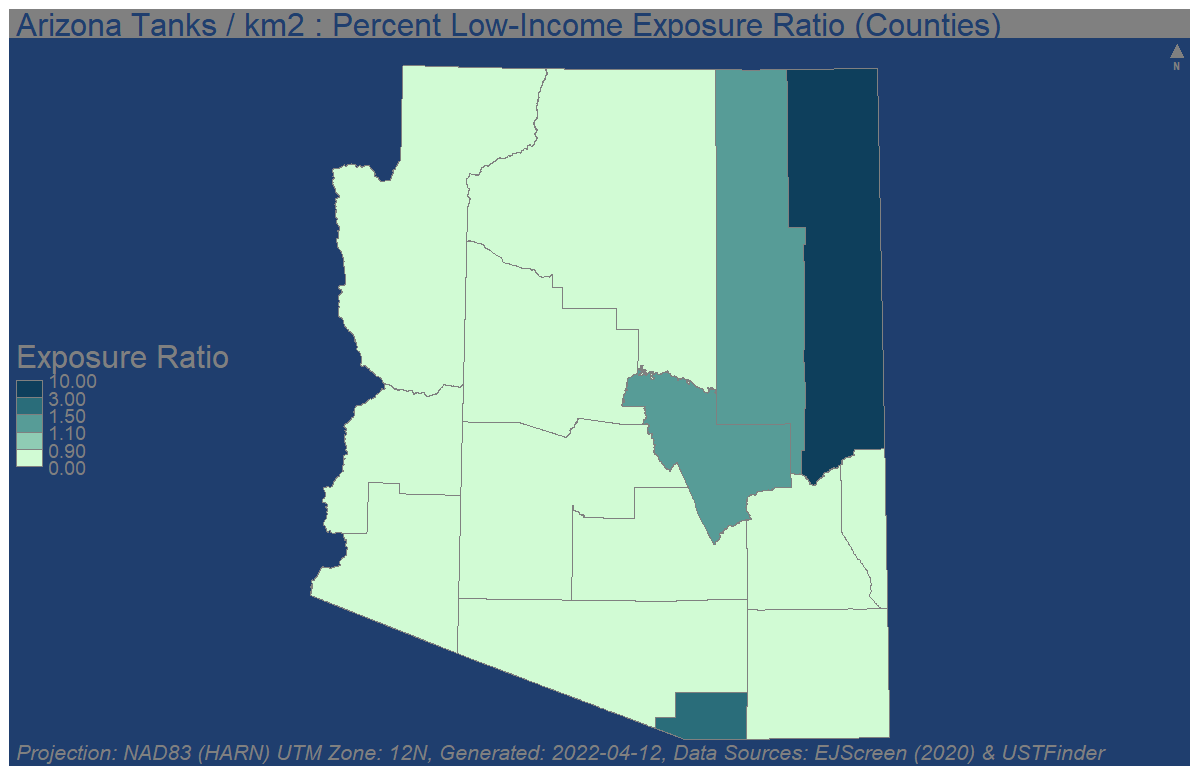 Arizona Tanks / km2 : Percent Low-Income Exposure Ratio (Counties)
N
Exposure Ratio
10.00
3.00
1.50
1.10
0.90
0.00
Projection: NAD83 (HARN) UTM Zone: 12N, Generated: 2022-04-12, Data Sources: EJScreen (2020) & USTFinder